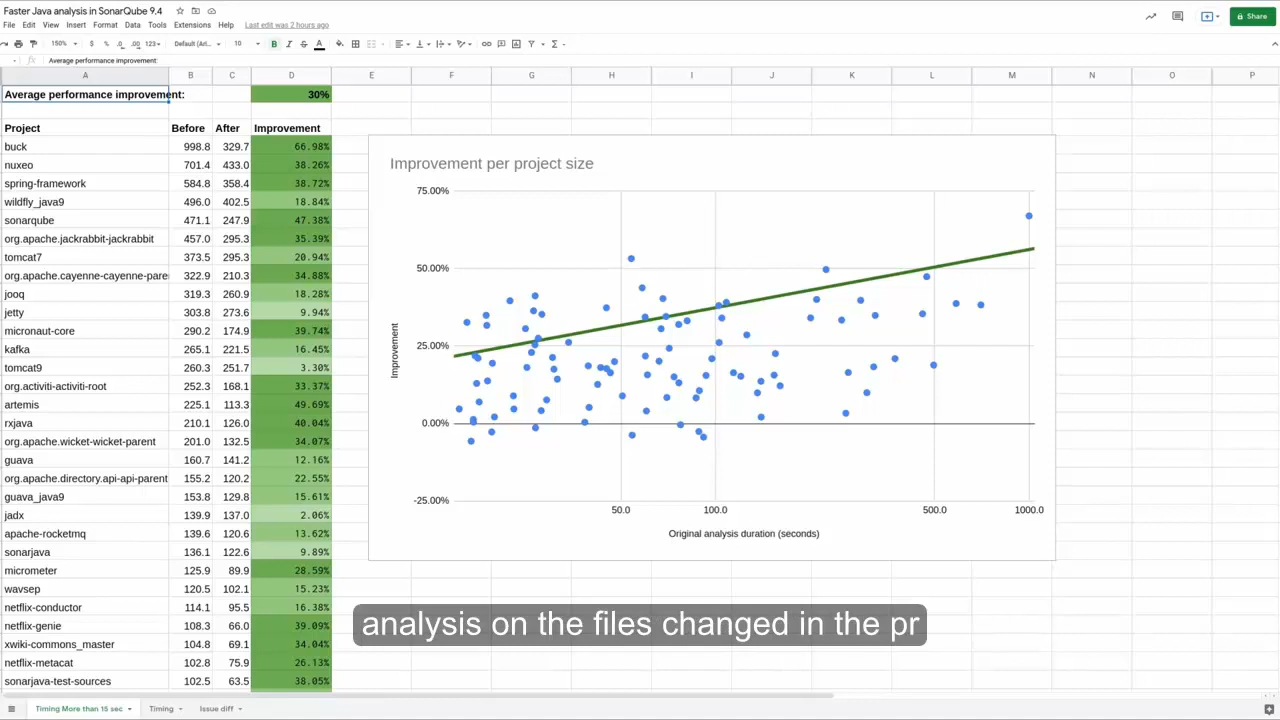 Faster Java analysis in SonarQube 9.4
File Edit View Insert Format Data Tools Extensions Help Last edit was 2 hours ago
Share
150% $ % .0 .00 123 Default (Ari... 10 B I S A
fx Average performance improvement:
A B C D E F G H I J K L M N O P
Average performance improvement: 30%
Project Before After Improvement
buck 998.8 329.7 66.98%
nuxeo 701.4 433.0 38.26%
spring-framework 584.8 358.4 38.72%
wildfly_java9 496.0 402.5 18.84%
sonarqube 471.1 247.9 47.38%
org.apache.jackrabbit-jackrabbit 457.0 295.3 35.39%
tomcat7 373.5 295.3 20.94%
org.apache.cayenne-cayenne-pare 322.9 210.3 34.88%
jooq 319.3 260.9 18.28%
jetty 303.8 273.6 9.94%
micronaut-core 290.2 174.9 39.74%
kafka 265.1 221.5 16.45%
tomcat9 260.3 251.7 3.30%
org.activiti-activiti-root 252.3 168.1 33.37%
artemis 225.1 113.3 49.69%
rxjava 210.1 126.0 40.04%
org.apache.wicket-wicket-parent 201.0 132.5 34.07%
guava 160.7 141.2 12.16%
org.apache.directory.api-api-parent 155.2 120.2 22.55%
guava_java9 153.8 129.8 15.61%
jadx 139.9 137.0 2.06%
apache-rocketmq 139.6 120.6 13.62%
sonarjava 136.1 122.6 9.89%
micrometer 125.9 89.9 28.59%
wavsep 120.5 102.1 15.23%
netflix-conductor 114.1 95.5 16.38%
netflix-genie 108.3 66.0 39.09%
xwiki-commons_master 104.8 69.1 34.04%
netflix-metacat 102.8 75.9 26.13%
sonarjava-test-sources 102.5 63.5 38.05%
Improvement per project size
75.00%
50.00%
25.00%
0.00%
-25.00%
Improvement
50.0 100.0 500.0 1000.0
Original analysis duration (seconds)
analysis on the files changed in the pr
Timing More than 15 sec Timing Issue diff